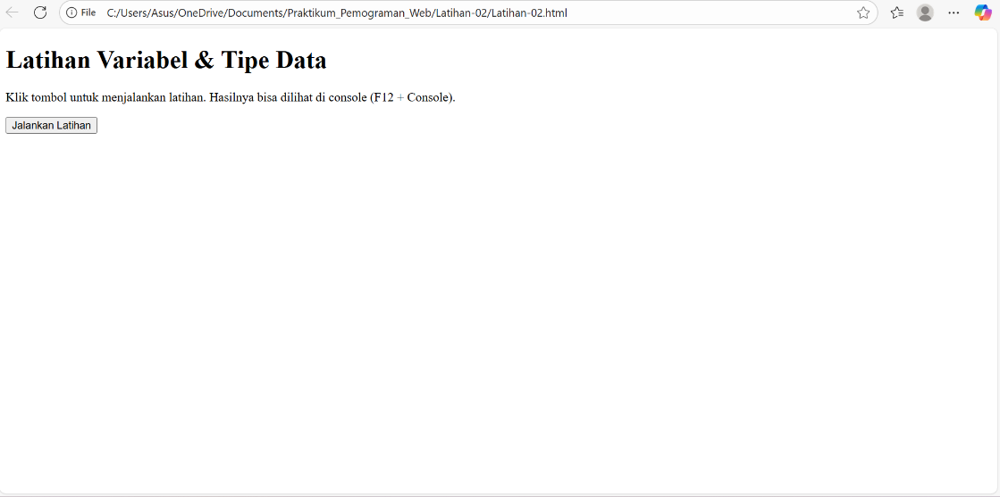 File C:/Users/Asus/OneDrive/Documents/Praktikum_Pemograman_Web/Latihan-02/Latihan-02.html
Latihan Variabel & Tipe Data
Klik tombol untuk menjalankan latihan. Hasilnya bisa dilihat di console (F12 + Console).
Jalankan Latihan